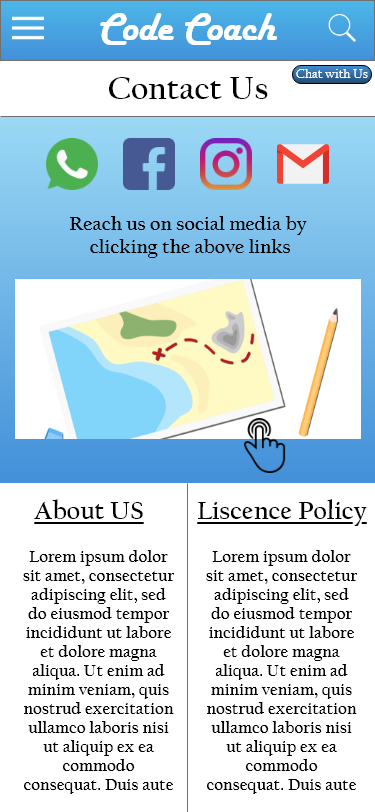 Code Coach
Chat with Us
Contact Us
Reach us on social media by
clicking the above links
About US
Lorem ipsum dolor
sit amet, consectetur
adipiscing elit, sed
do eiusmod tempor
incididunt ut labore
et dolore magna
aliqua. Ut enim ad
minim veniam, quis
nostrud exercitation
ullamco laboris nisi
ut aliquip ex ea
commodo
consequat. Duis aute
Liscence Policy
Lorem ipsum dolor
sit amet, consectetur
adipiscing elit, sed
do eiusmod tempor
incididunt ut labore
et dolore magna
aliqua. Ut enim ad
minim veniam, quis
nostrud exercitation
ullamco laboris nisi
ut aliquip ex ea
commodo
consequat. Duis aute